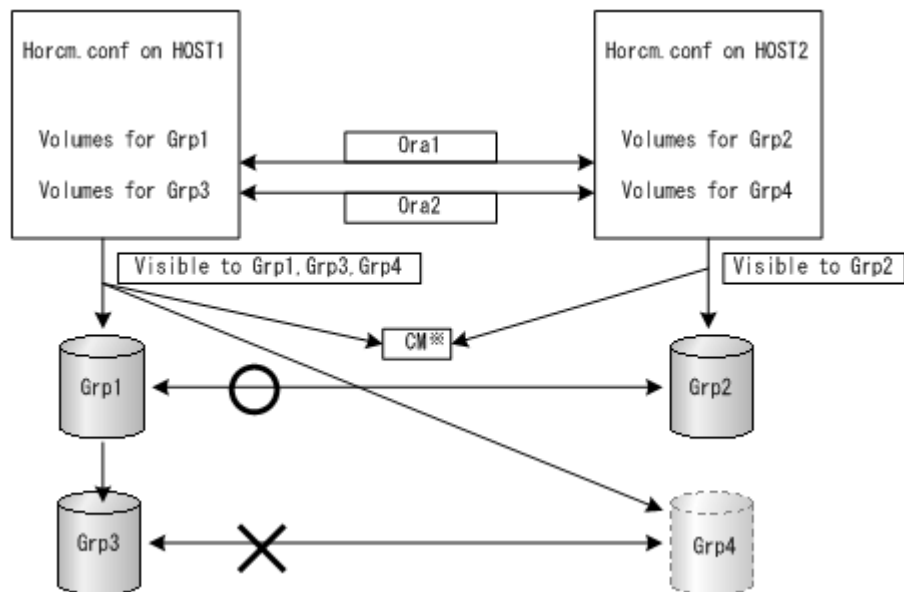 Horcm.conf on HOST1
Horcm.conf on HOST2
Volumes for Grp1
Ora1
Volumes for Grp2
Volumes for Grp3
Ora2
Volumes for Grp4
Visible to Grp1,Grp3,Grp4
Visible to Grp2
CM※
Grp1
Grp2
Grp3
Grp4